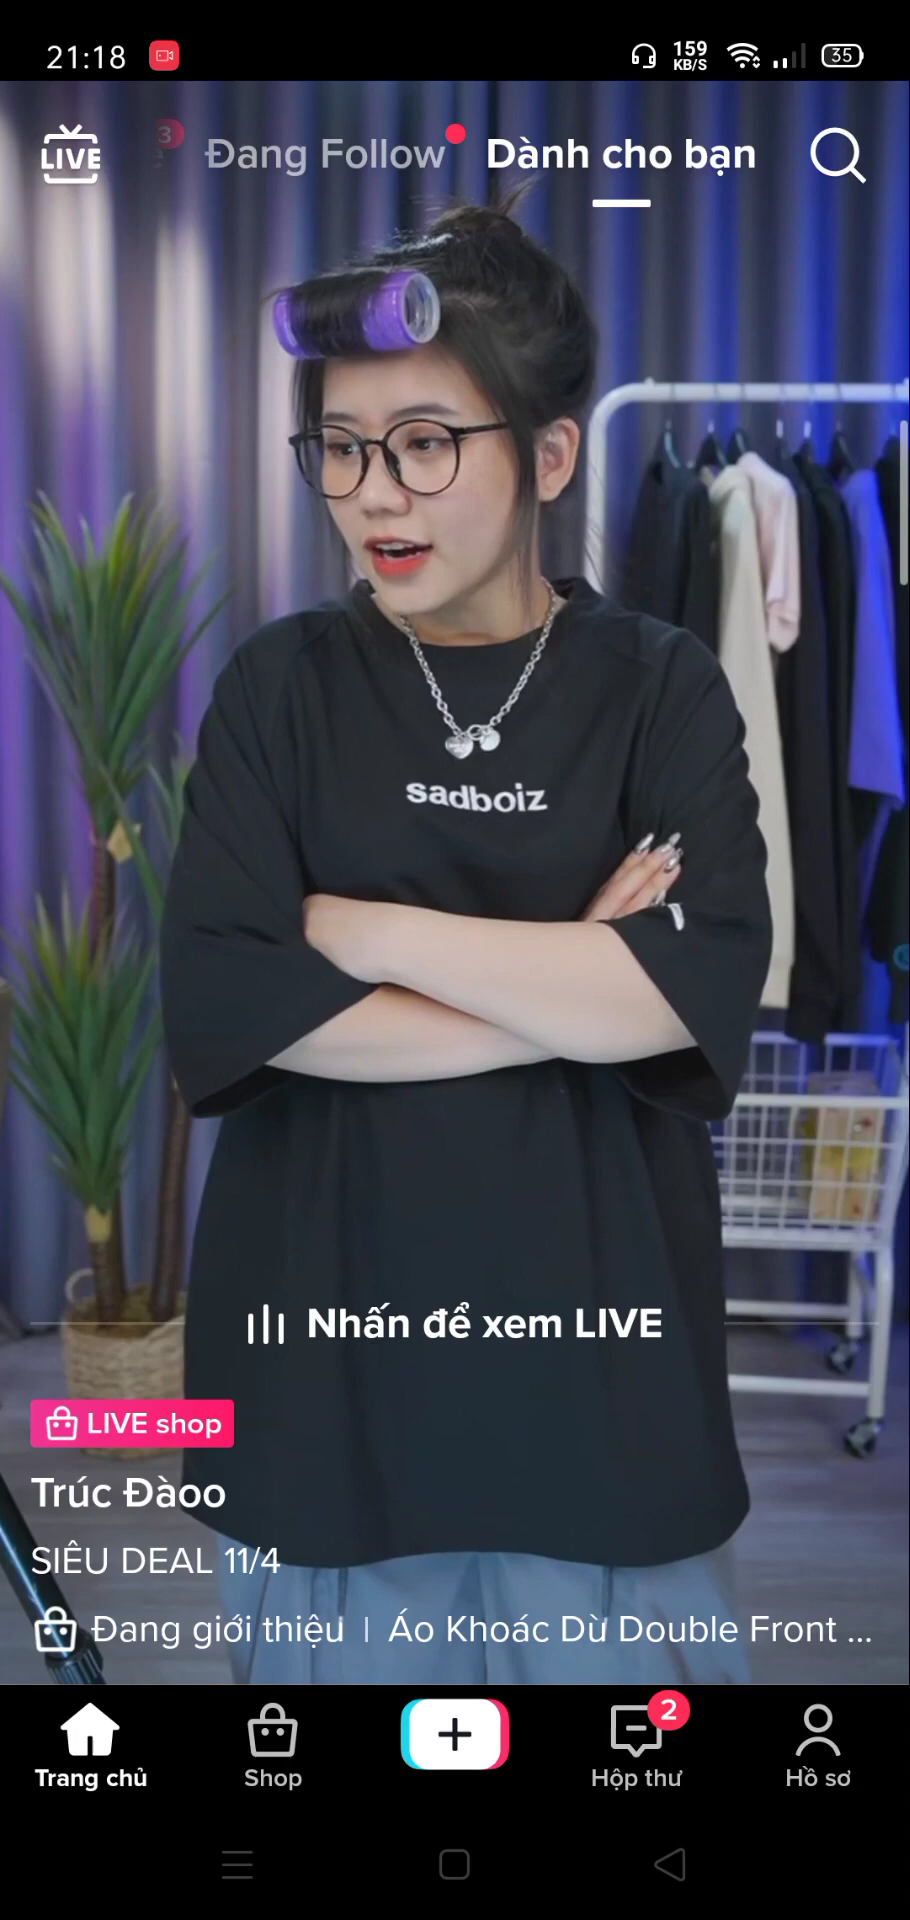 21:18
159
KB/S
35
LIVE
3
Đang Follow
Dành cho bạn
sadboiz
Nhấn để xem LIVE
LIVE shop
Trúc Đàoo
SIÊU DEAL 11/4
Đang giới thiệu | Áo Khoác Dù Double Front ...
2
Trang chủ
Shop
Hộp thư
Hồ sơ